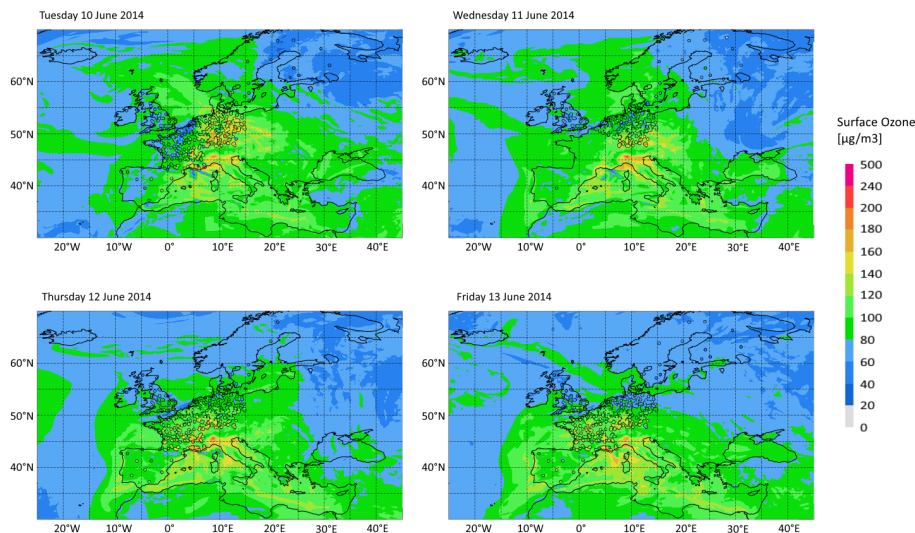 Tuesday 10 June 2014
Wednesday 11 June 2014
60°N
50°N
40°N
20°W 10°W 0° 10°E 20°E 30°E 40°E
60°N
50°N
40°N
20°W 10°W 0° 10°E 20°E 30°E 40°E
Surface Ozone
[µg/m3]
500
240
200
180
160
140
120
100
80
60
40
20
0
Thursday 12 June 2014
Friday 13 June 2014
60°N
50°N
40°N
20°W 10°W 0° 10°E 20°E 30°E 40°E
60°N
50°N
40°N
20°W 10°W 0° 10°E 20°E 30°E 40°E